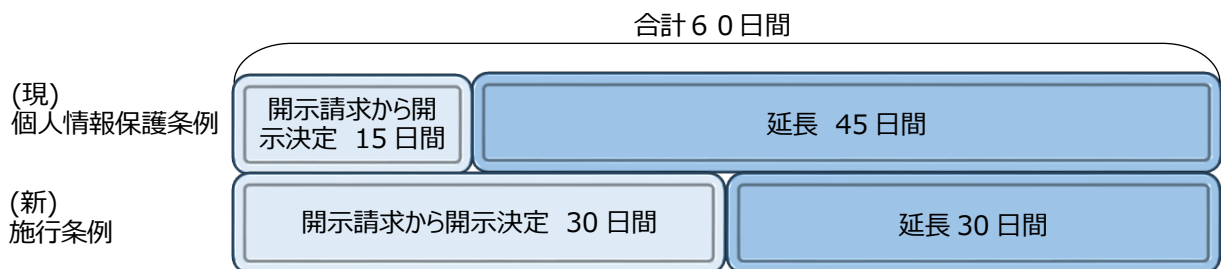 合計６０日間
(現)
個人情報保護条例
開示請求から開
示決定 15 日間
延長 45 日間
(新)
施行条例
開示請求から開示決定 30 日間
延長 30 日間